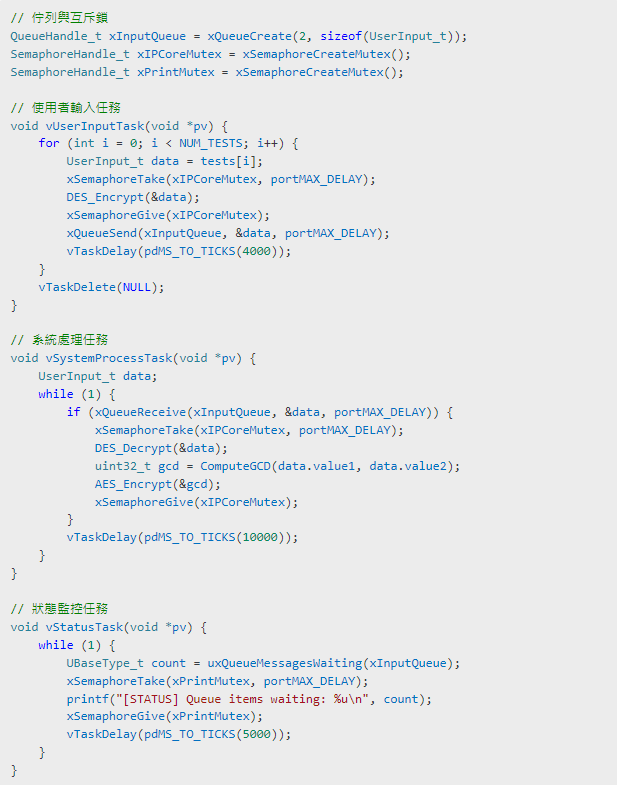 // 佇列與互斥鎖
QueueHandle_t xInputQueue = xQueueCreate(2, sizeof(UserInput_t));
SemaphoreHandle_t xIPCoreMutex = xSemaphoreCreateMutex();
SemaphoreHandle_t xPrintMutex = xSemaphoreCreateMutex();

// 使用者輸入任務
void vUserInputTask(void *pv) {
    for (int i = 0; i < NUM_TESTS; i++) {
        UserInput_t data = tests[i];
        xSemaphoreTake(xIPCoreMutex, portMAX_DELAY);
        DES_Encrypt(&data);
        xSemaphoreGive(xIPCoreMutex);
        xQueueSend(xInputQueue, &data, portMAX_DELAY);
        vTaskDelay(pdMS_TO_TICKS(4000));
    }
    vTaskDelete(NULL);
}

// 系統處理任務
void vSystemProcessTask(void *pv) {
    UserInput_t data;
    while (1) {
        if (xQueueReceive(xInputQueue, &data, portMAX_DELAY)) {
            xSemaphoreTake(xIPCoreMutex, portMAX_DELAY);
            DES_Decrypt(&data);
            uint32_t gcd = ComputeGCD(data.value1, data.value2);
            AES_Encrypt(&gcd);
            xSemaphoreGive(xIPCoreMutex);
        }
        vTaskDelay(pdMS_TO_TICKS(10000));
    }
}

// 狀態監控任務
void vStatusTask(void *pv) {
    while (1) {
        UBaseType_t count = uxQueueMessagesWaiting(xInputQueue);
        xSemaphoreTake(xPrintMutex, portMAX_DELAY);
        printf("[STATUS] Queue items waiting: %u\n", count);
        xSemaphoreGive(xPrintMutex);
        vTaskDelay(pdMS_TO_TICKS(5000));
    }
}